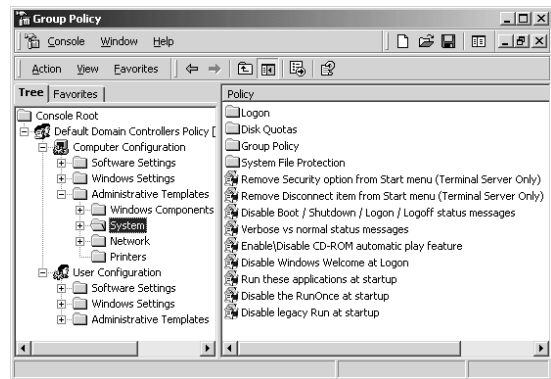 Group Policy
Console Window Help
Action View Favorites
Tree Favorites
Console Root
Default Domain Controllers Policy [
Computer Configuration
Software Settings
Windows Settings
Administrative Templates
Windows Components
System
Network
Printers
User Configuration
Software Settings
Windows Settings
Administrative Templates
Policy
Logon
Disk Quotas
Group Policy
System File Protection
Remove Security option from Start menu (Terminal Server Only)
Remove Disconnect item from Start menu (Terminal Server Only)
Disable Boot / Shutdown / Logon / Logoff status messages
Verbose vs normal status messages
Enable\Disable CD-ROM automatic play feature
Disable Windows Welcome at Logon
Run these applications at startup
Disable the RunOnce at startup
Disable legacy Run at startup